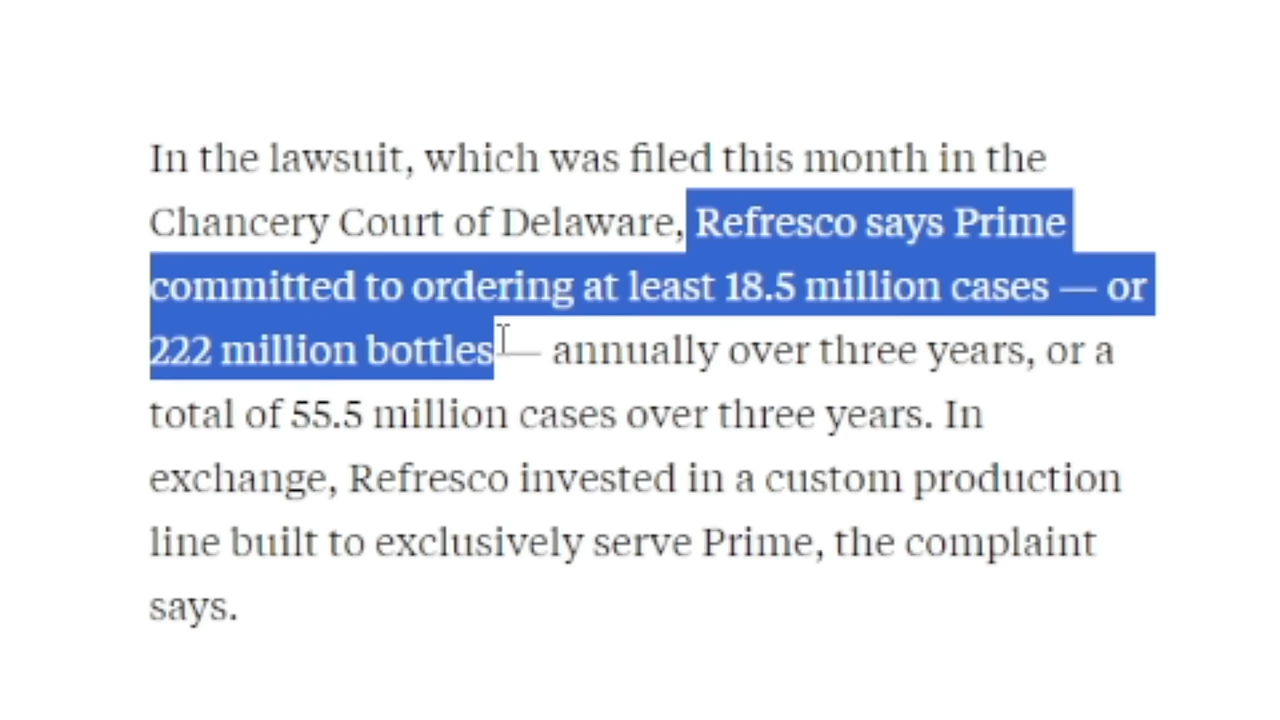 In the lawsuit, which was filed this month in the
Chancery Court of Delaware, Refresco says Prime
committed to ordering at least 18.5 million cases — or
222 million bottles — annually over three years, or a
total of 55.5 million cases over three years. In
exchange, Refresco invested in a custom production
line built to exclusively serve Prime, the complaint
says.